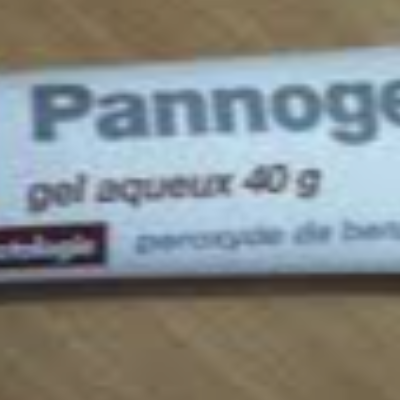 Pannoge
gel aqueux 40 g
peroxyde de ben